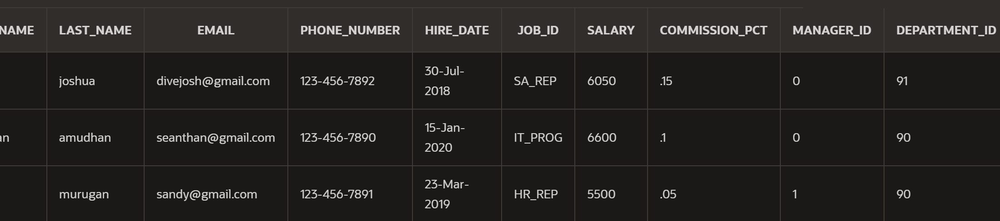 NAME LAST_NAME EMAIL PHONE_NUMBER HIRE_DATE JOB_ID SALARY COMMISSION_PCT MANAGER_ID DEPARTMENT_ID
joshua divejosh@gmail.com 123-456-7892 30-Jul-2018 SA_REP 6050 .15 0 91
an amudhan seanthan@gmail.com 123-456-7890 15-Jan-2020 IT_PROG 6600 .1 0 90
murugan sandy@gmail.com 123-456-7891 23-Mar-2019 HR_REP 5500 .05 1 90